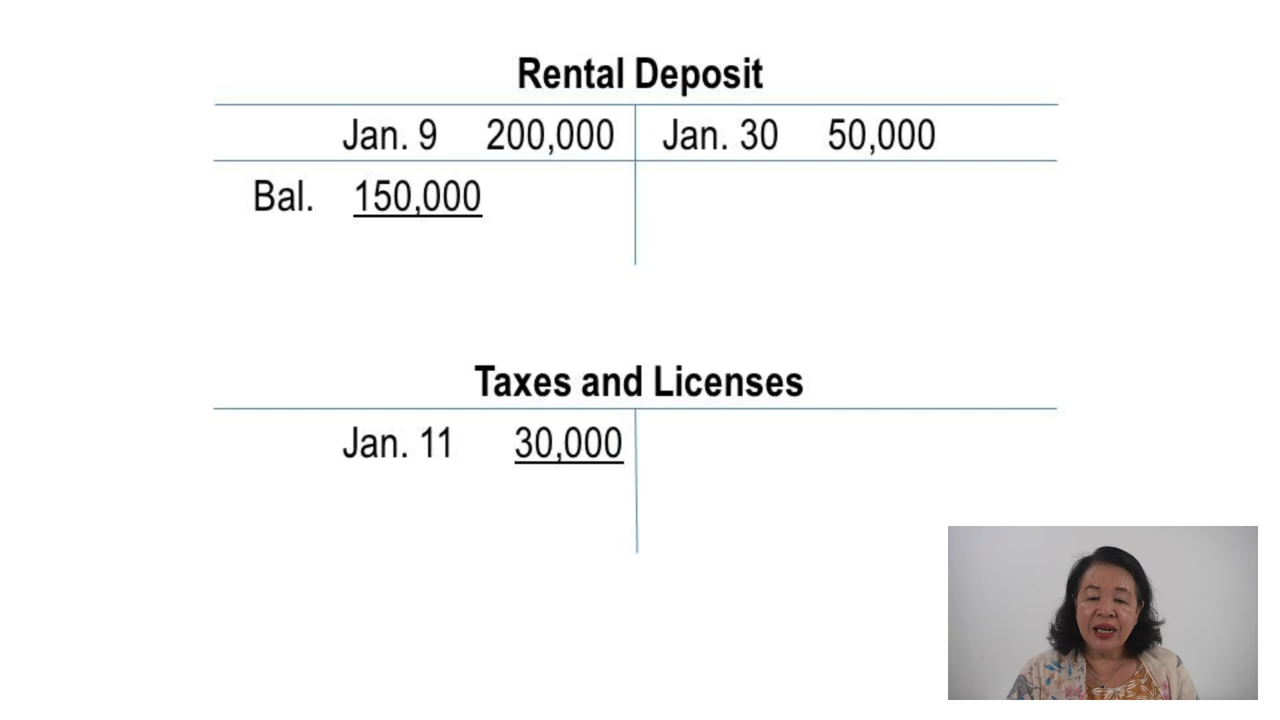 Rental Deposit
Jan. 9 200,000 Jan. 30 50,000
Bal. 150,000
Taxes and Licenses
Jan. 11 30,000